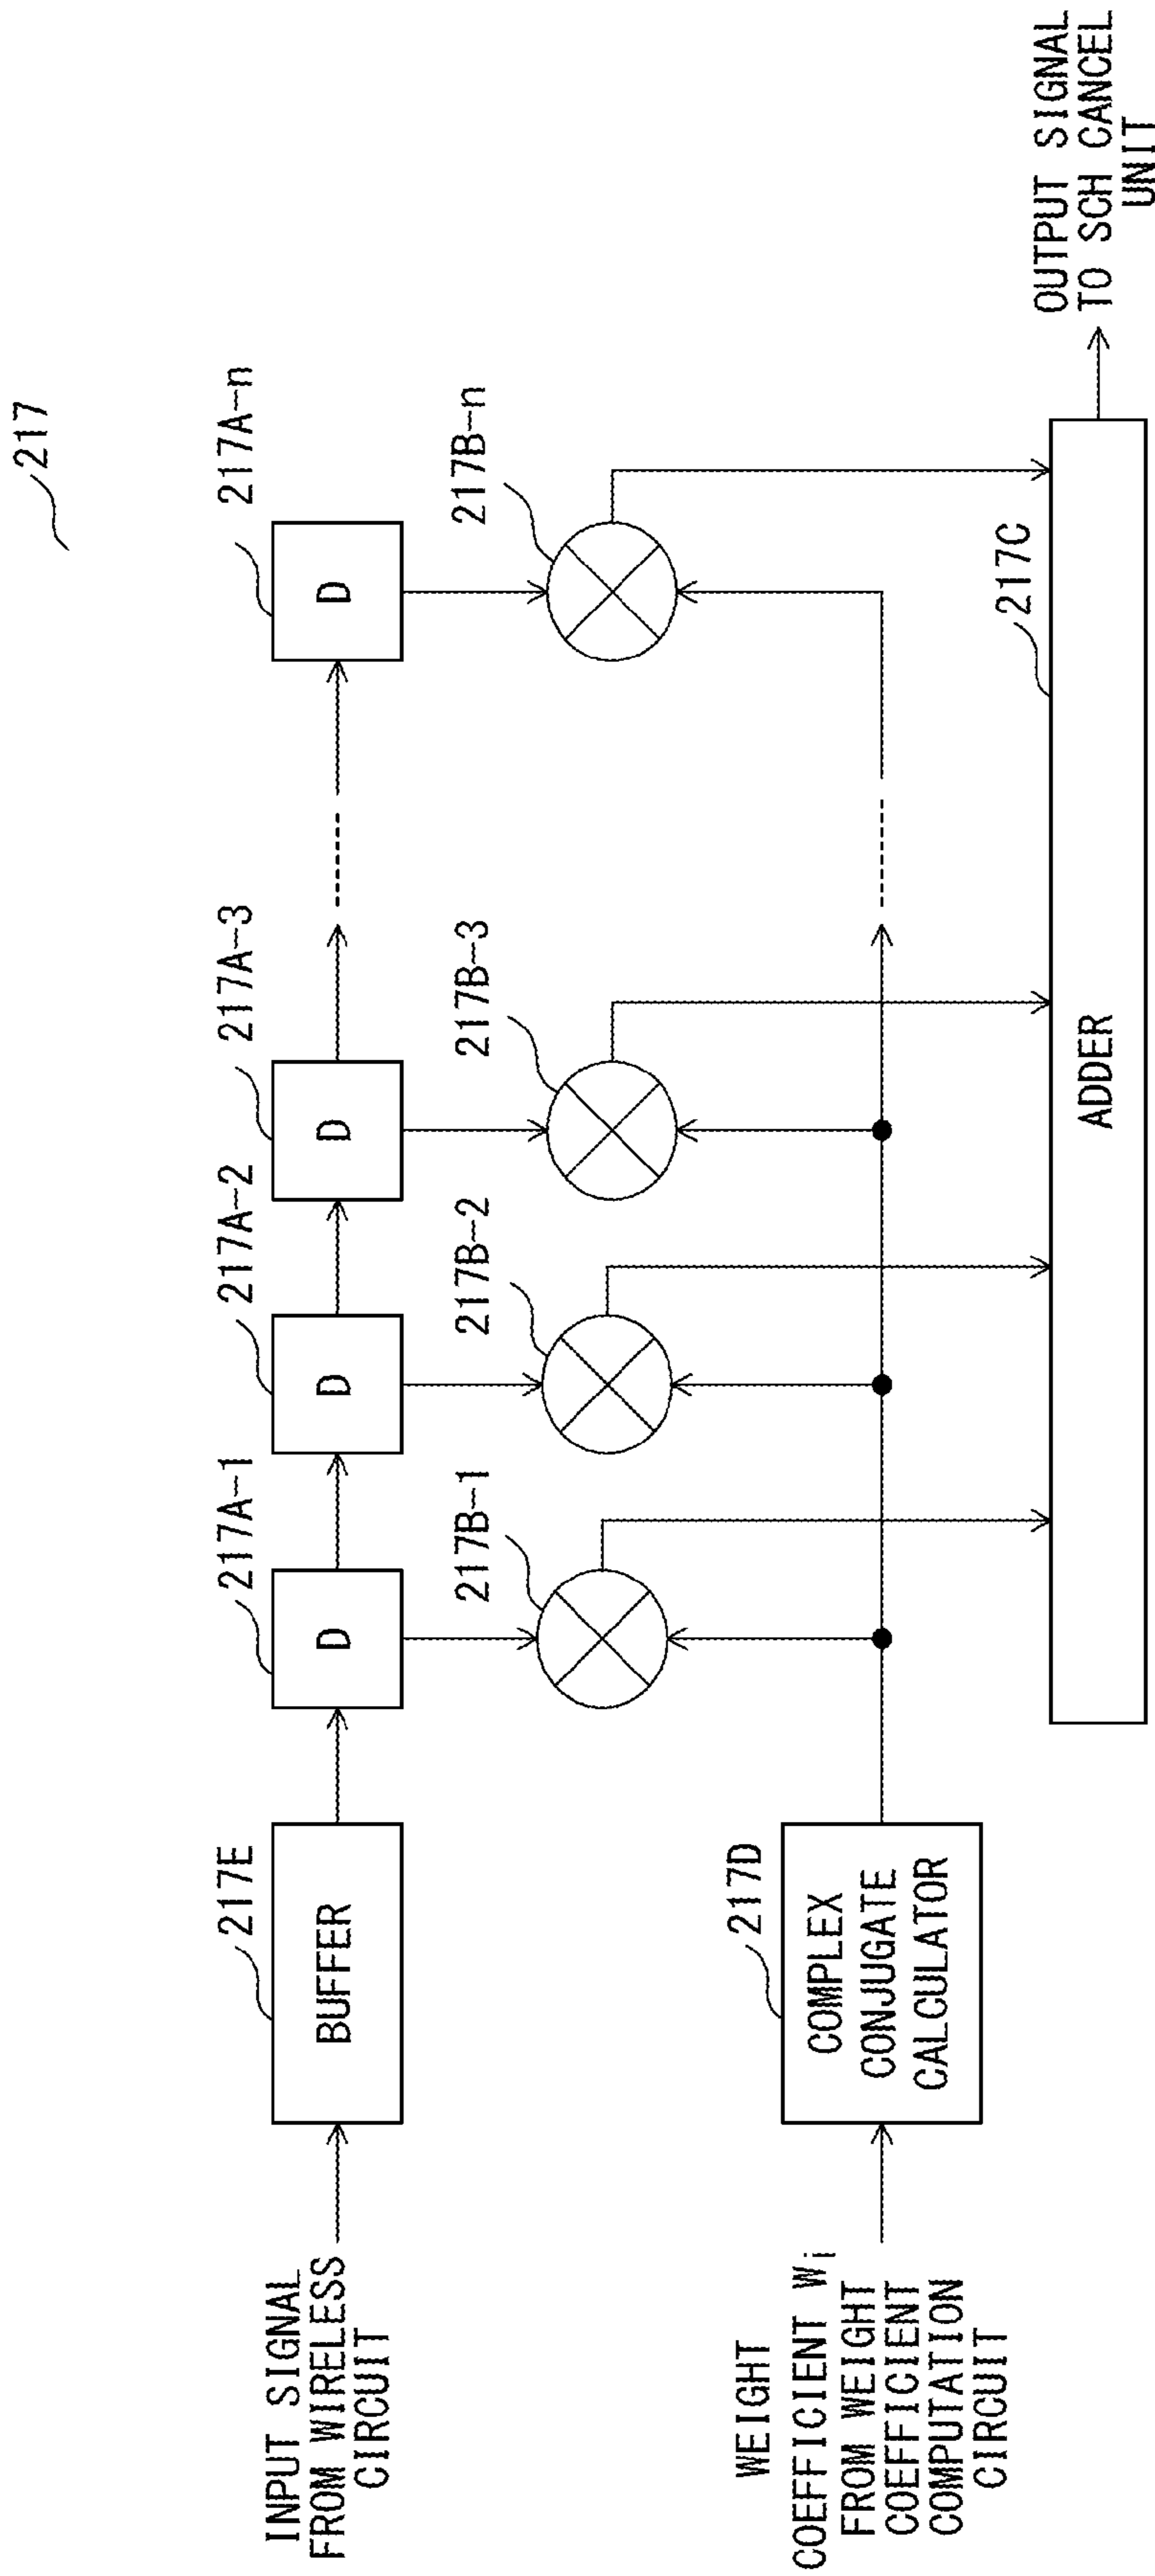 217
INPUT SIGNAL
FROM WIRELESS
CIRCUIT
217E
BUFFER
217A-1
D
217A-2
D
217A-3
D
217A-n
D
217B-1
217B-2
217B-3
217B-n
WEIGHT
COEFFICIENT Wi
FROM WEIGHT
COEFFICIENT
COMPUTATION
CIRCUIT
217D
COMPLEX
CONJUGATE
CALCULATOR
217C
ADDER
OUTPUT SIGNAL
TO SCH CANCEL
UNIT